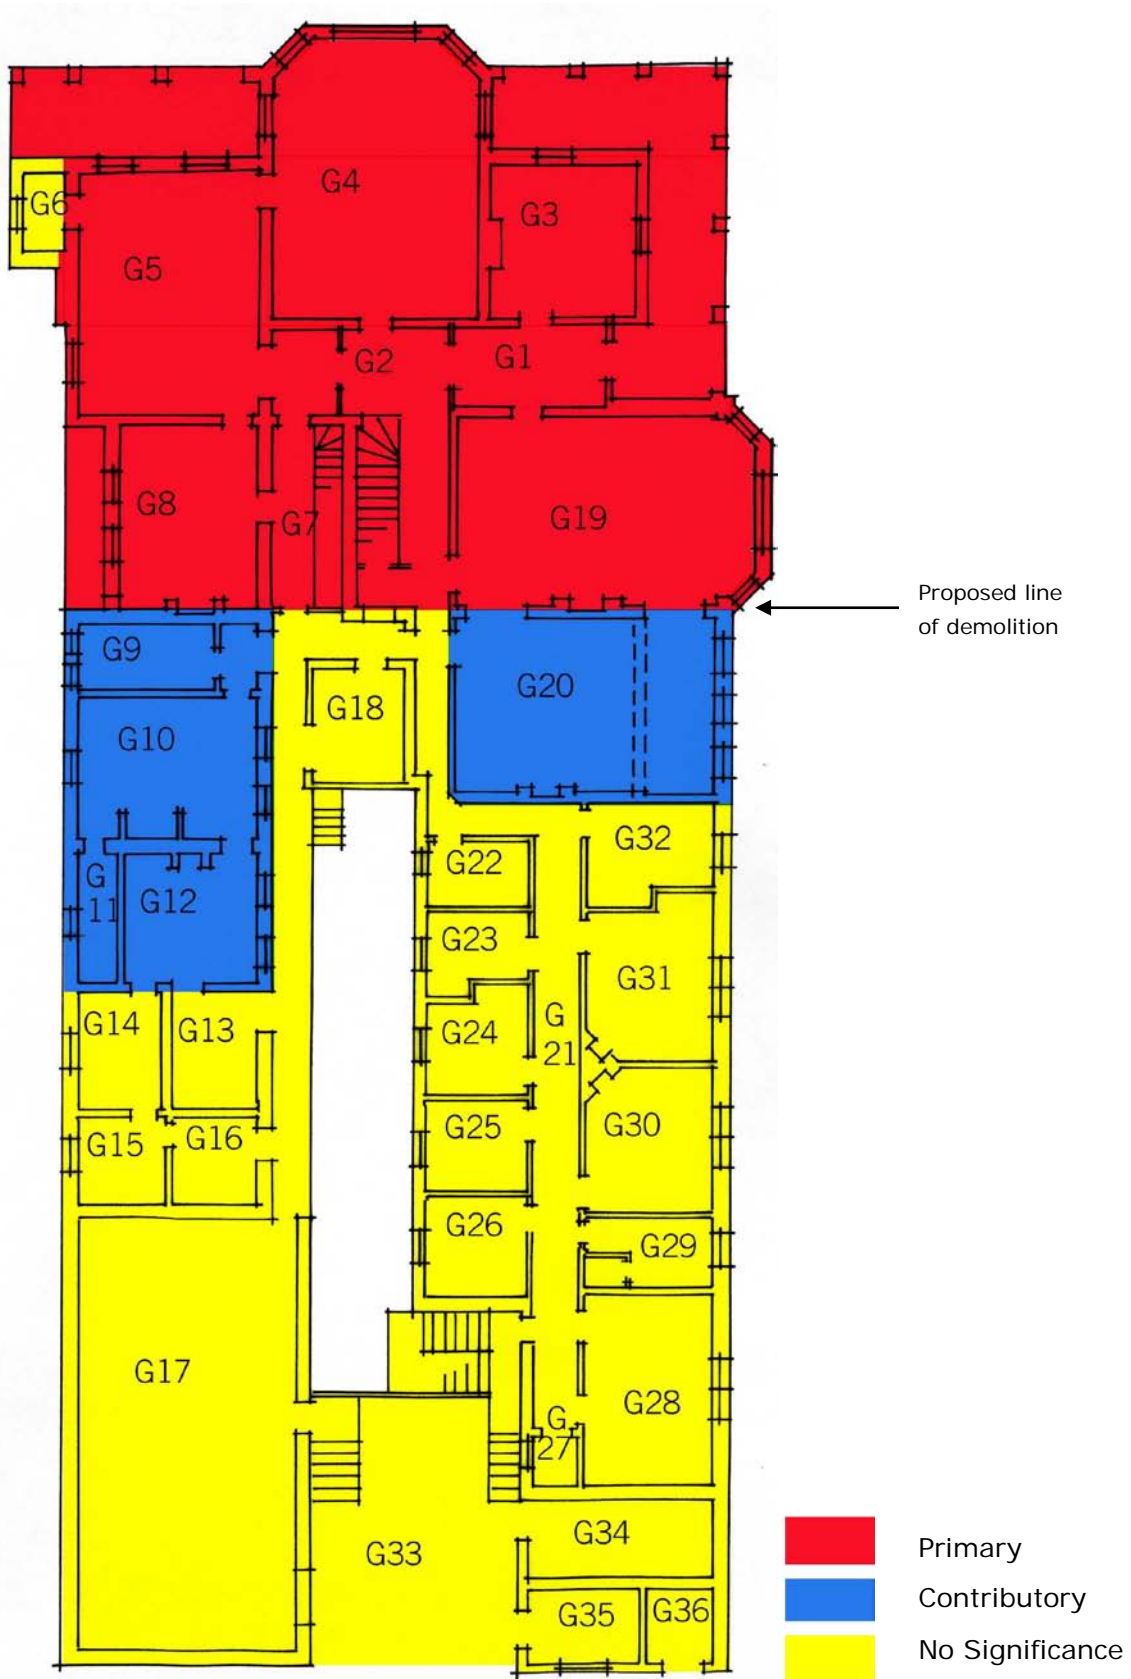 G4
G6
G3
G5
G2
G1
G8
G7
G19
Proposed line
of demolition
G9
G20
G18
G10
G32
G22
G
11
G12
G23
G31
G14
G13
G24
G
21
G25
G30
G15
G16
G26
G29
G17
G28
G
27
G34
G33
G35
G36
Primary
Contributory
No Significance